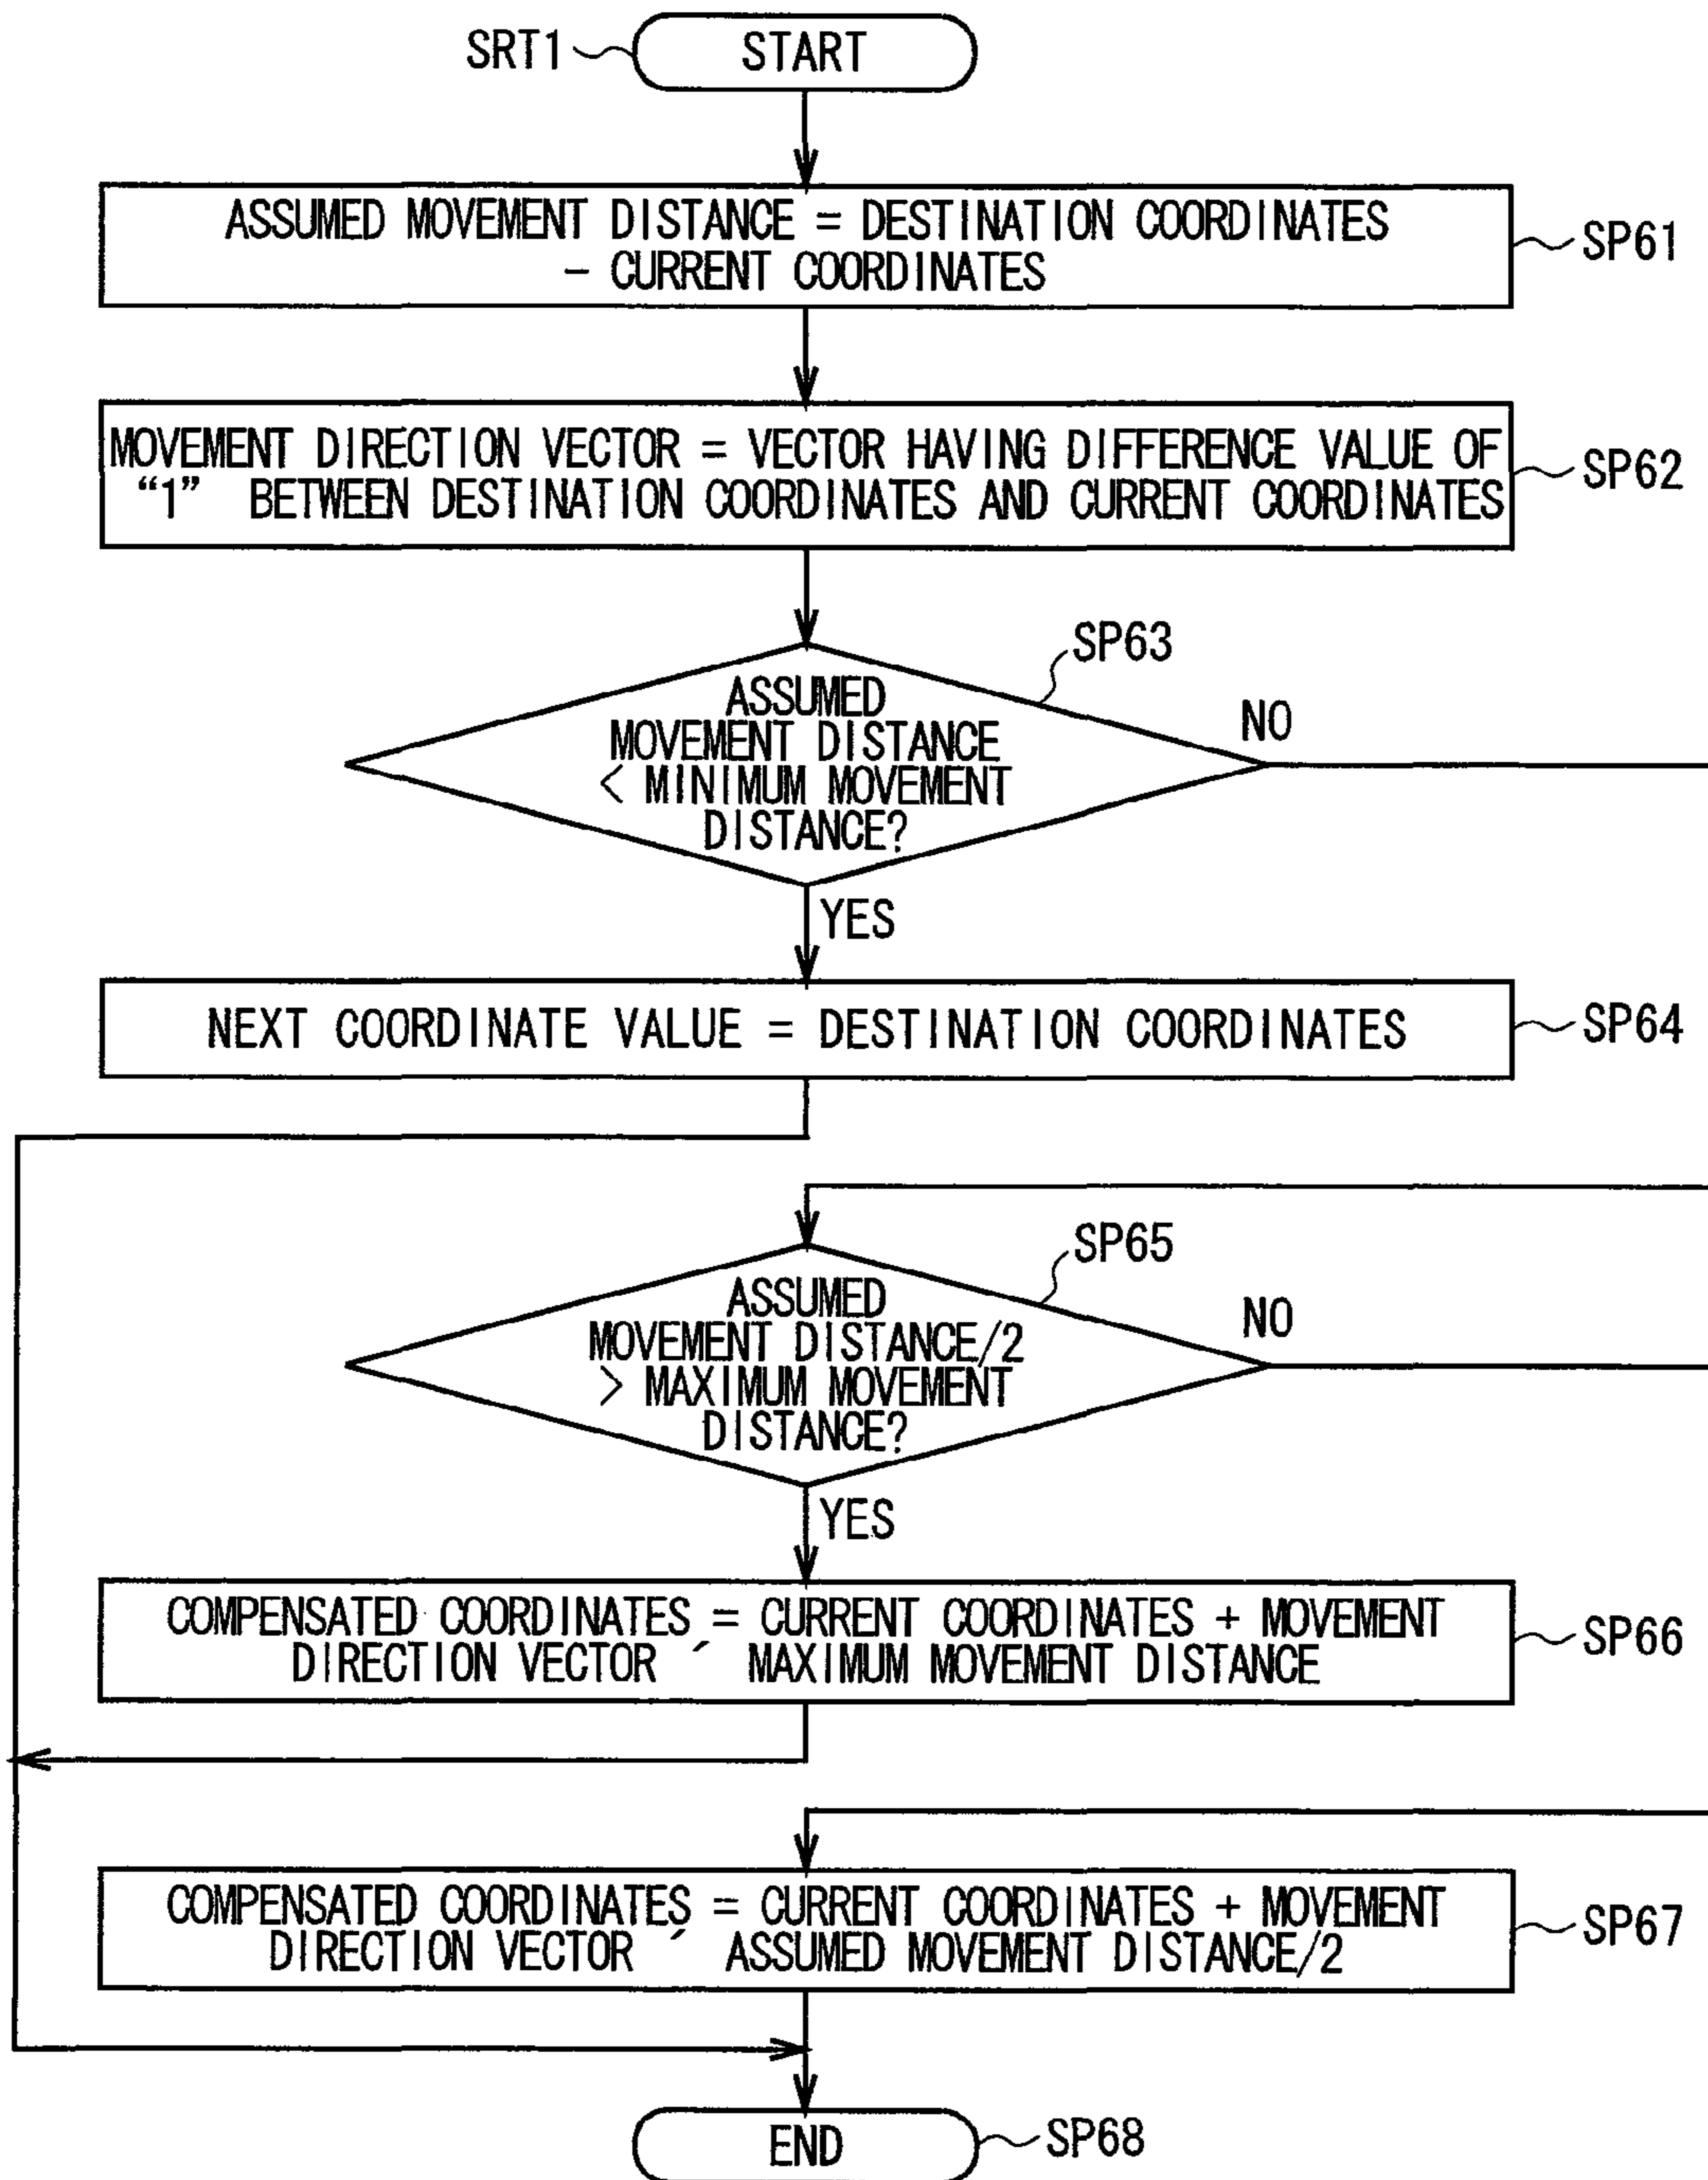 SRT1
START
ASSUMED MOVEMENT DISTANCE = DESTINATION COORDINATES
- CURRENT COORDINATES
SP61
MOVEMENT DIRECTION VECTOR = VECTOR HAVING DIFFERENCE VALUE OF
“1” BETWEEN DESTINATION COORDINATES AND CURRENT COORDINATES
SP62
SP63
ASSUMED
MOVEMENT DISTANCE
< MINIMUM MOVEMENT
DISTANCE?
NO
YES
NEXT COORDINATE VALUE = DESTINATION COORDINATES
SP64
SP65
ASSUMED
MOVEMENT DISTANCE/2
> MAXIMUM MOVEMENT
DISTANCE?
NO
YES
COMPENSATED COORDINATES = CURRENT COORDINATES + MOVEMENT
DIRECTION VECTOR ´ MAXIMUM MOVEMENT DISTANCE
SP66
COMPENSATED COORDINATES = CURRENT COORDINATES + MOVEMENT
DIRECTION VECTOR ´ ASSUMED MOVEMENT DISTANCE/2
SP67
END
SP68